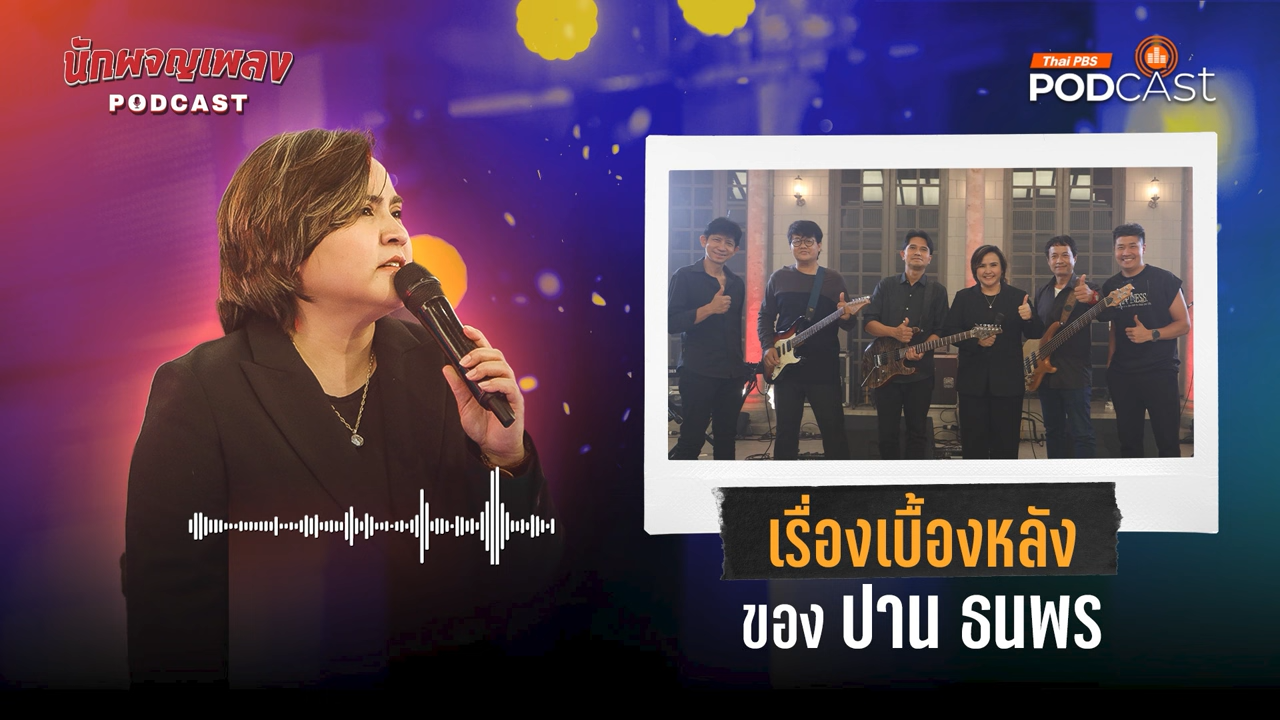 นักผจญเพลง
PODCAST
Thai PBS
PODCAST
เรื่องเบื้องหลัง
ของ ปาน ธนพร